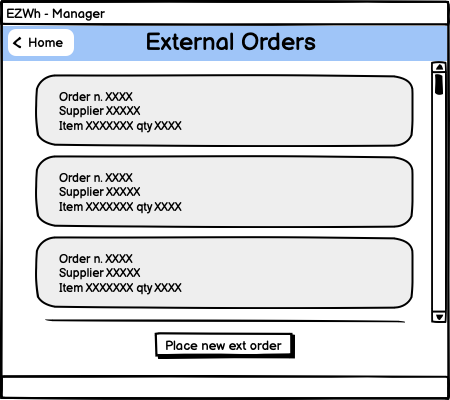 EZWh - Manager
Home
External Orders
Order n. XXXX
Supplier XXXXX
Item XXXXXXX qty XXXX
Order n. XXXX
Supplier XXXXX
Item XXXXXXX qty XXXX
Order n. XXXX
Supplier XXXXX
Item XXXXXXX qty XXXX
Place new ext order